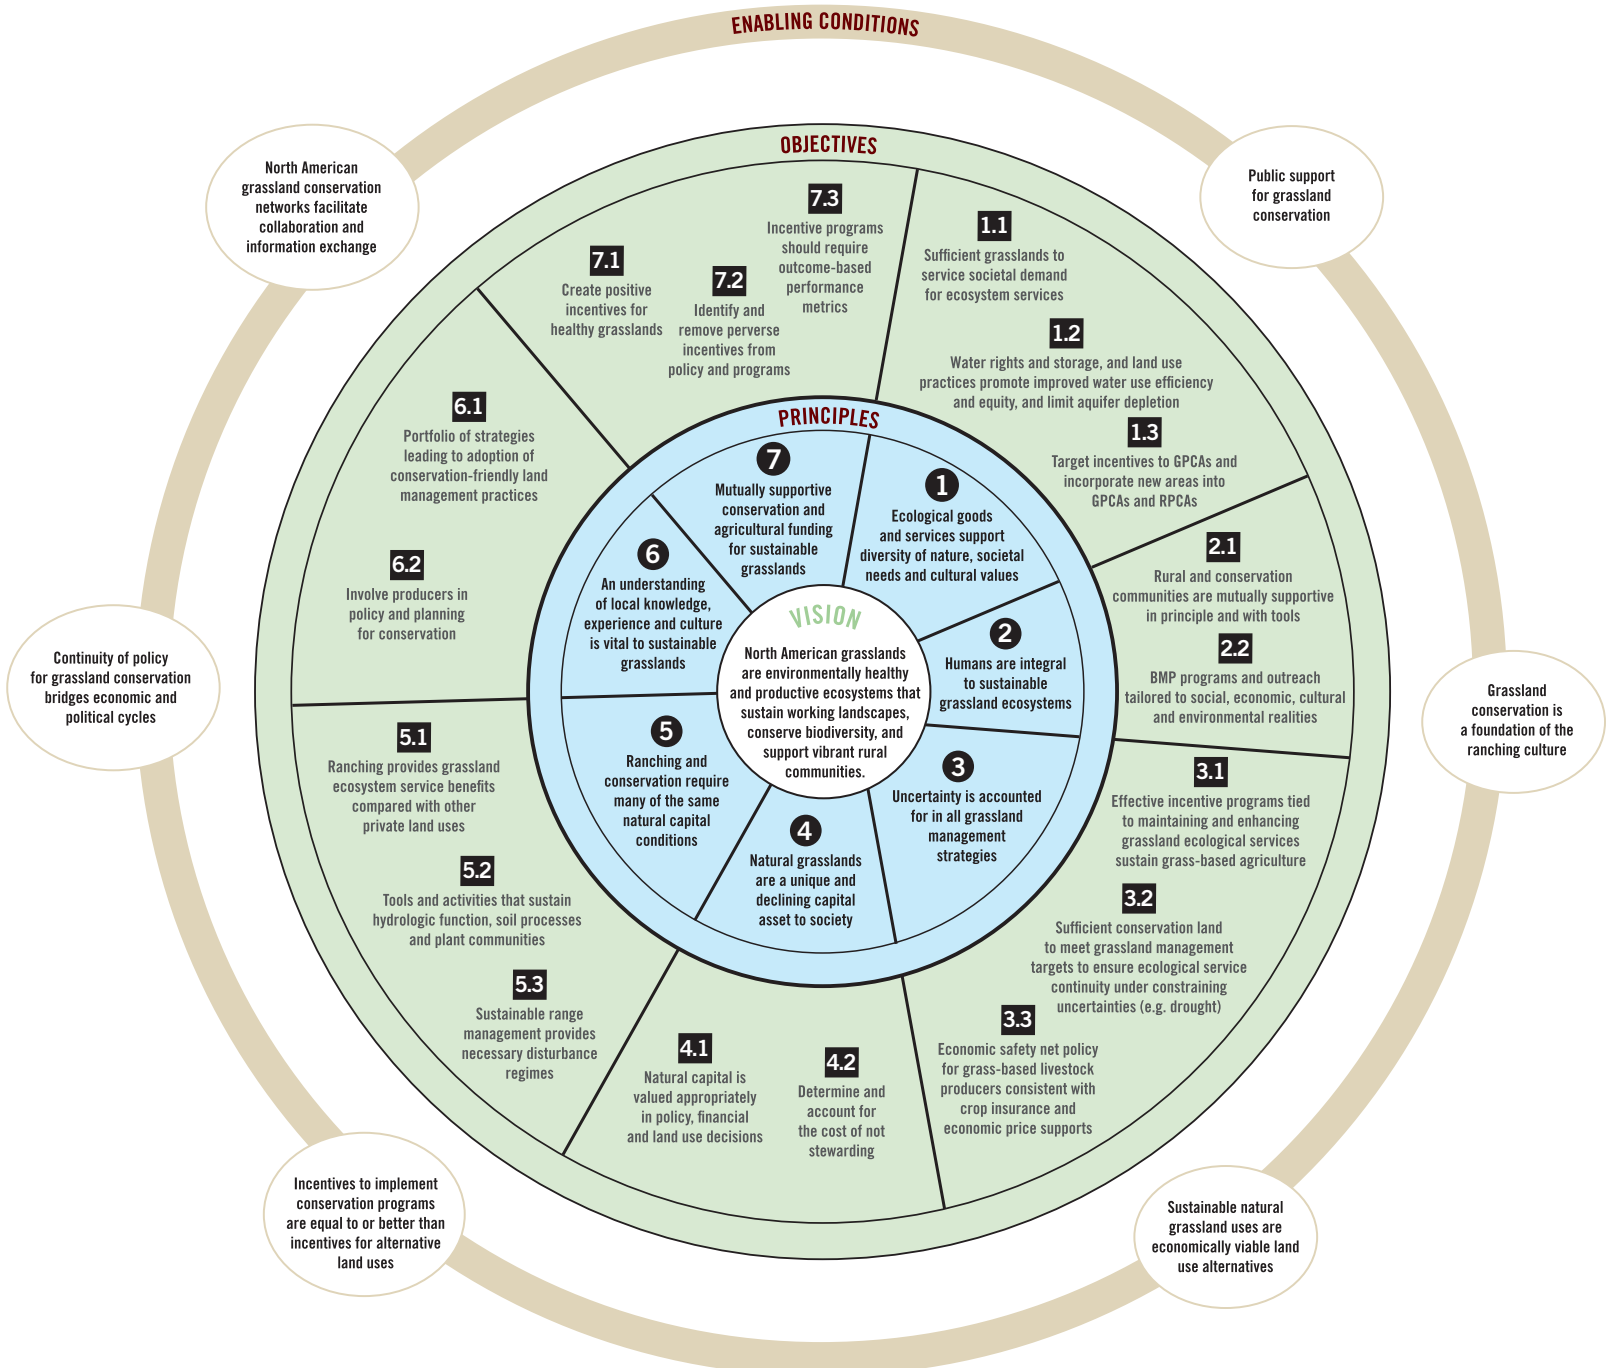 ENABLING CONDITIONS
North American
grassland conservation
networks facilitate
collaboration and
information exchange
Public support
for grassland
conservation
Grassland
conservation is
a foundation of the
ranching culture
Sustainable natural
grassland uses are
economically viable land
use alternatives
Incentives to implement
conservation programs
are equal to or better than
incentives for alternative
land uses
Continuity of policy
for grassland conservation
bridges economic and
political cycles
OBJECTIVES
1.1
Sufficient grasslands to
service societal demand
for ecosystem services
1.2
Water rights and storage, and land use
practices promote improved water use efficiency
and equity, and limit aquifer depletion
1.3
Target incentives to GPCAs and
incorporate new areas into
GPCAs and RPCAs
2.1
Rural and conservation
communities are mutually supportive
in principle and with tools
2.2
BMP programs and outreach
tailored to social, economic, cultural
and environmental realities
3.1
Effective incentive programs tied
to maintaining and enhancing
grassland ecological services
sustain grass-based agriculture
3.2
Sufficient conservation land
to meet grassland management
targets to ensure ecological service
continuity under constraining
uncertainties (e.g. drought)
3.3
Economic safety net policy
for grass-based livestock
producers consistent with
crop insurance and
economic price supports
4.1
Natural capital is
valued appropriately
in policy, financial
and land use decisions
4.2
Determine and
account for
the cost of not
stewarding
5.1
Ranching provides grassland
ecosystem service benefits
compared with other
private land uses
5.2
Tools and activities that sustain
hydrologic function, soil processes
and plant communities
5.3
Sustainable range
management provides
necessary disturbance
regimes
6.1
Portfolio of strategies
leading to adoption of
conservation-friendly land
management practices
6.2
Involve producers in
policy and planning
for conservation
7.1
Create positive
incentives for
healthy grasslands
7.2
Identify and
remove perverse
incentives from
policy and programs
7.3
Incentive programs
should require
outcome-based
performance
metrics
PRINCIPLES
1
Ecological goods
and services support
diversity of nature, societal
needs and cultural values
2
Humans are integral
to sustainable
grassland ecosystems
3
Uncertainty is accounted
for in all grassland
management
strategies
4
Natural grasslands
are a unique and
declining capital
asset to society
5
Ranching and
conservation require
many of the same
natural capital
conditions
6
An understanding
of local knowledge,
experience and culture
is vital to sustainable
grasslands
7
Mutually supportive
conservation and
agricultural funding
for sustainable
grasslands
VISION
North American grasslands
are environmentally healthy
and productive ecosystems that
sustain working landscapes,
conserve biodiversity, and
support vibrant rural
communities.